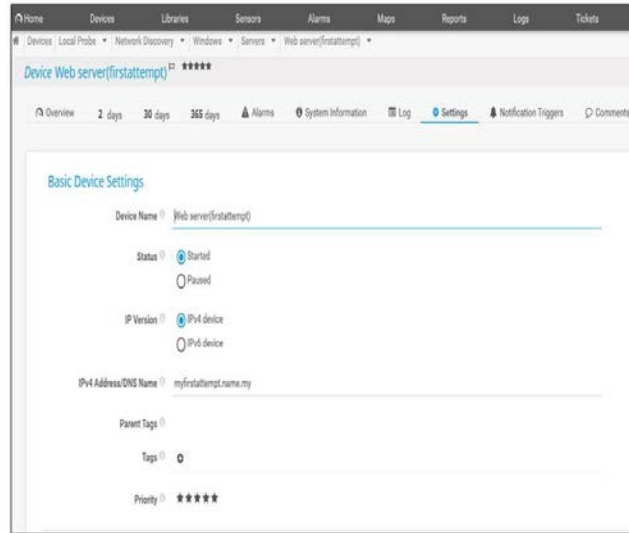 Home Devices Libraries Sensors Alarms Maps Reports Logs Tickets
Devices Local Probe Network Discovery Windows Servers Web server(firstattempt)
Device Web server(firstattempt)
Overview 2 days 30 days 365 days Alarms System Information Log Settings Notification Triggers Comments
Basic Device Settings
Device Name Web server(firstattempt)
Status Started
Paused
IP Version IPv4 device
IPv6 device
IPv4 Address/DNS Name myfirstattempt.name.my
Parent Tags
Tags
Priority